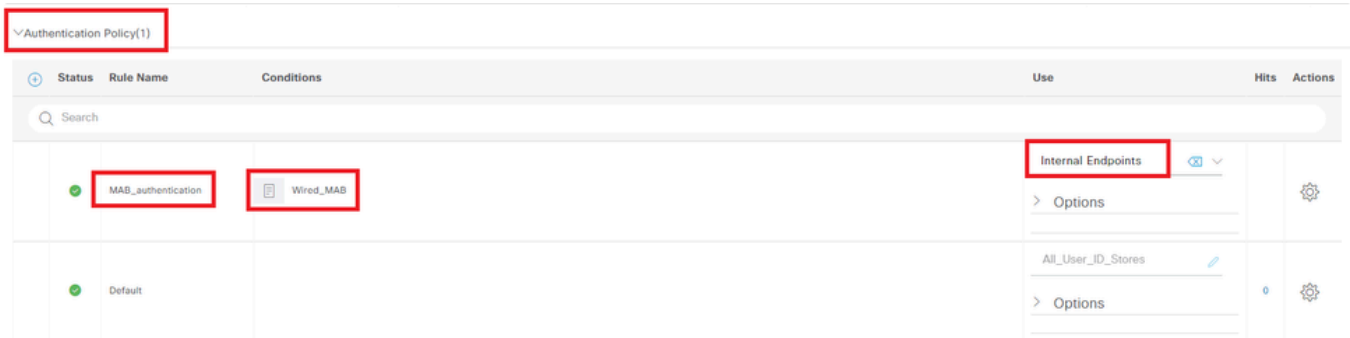 Authentication Policy(1)
Status Rule Name Conditions Use Hits Actions
Search
Internal Endpoints
MAB_authentication Wired_MAB
Options
All_User_ID_Stores
Default 0
Options